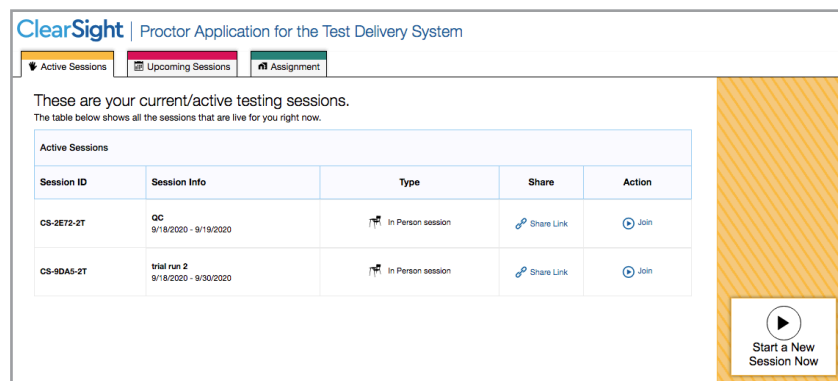 ClearSight | Proctor Application for the Test Delivery System
Active Sessions Upcoming Sessions Assignment
These are your current/active testing sessions.
The table below shows all the sessions that are live for you right now.
Active Sessions
Session ID Session Info Type Share Action
CS-2E72-2T QC In Person session Share Link Join
9/18/2020 - 9/19/2020
CS-9DA5-2T trial run 2 In Person session Share Link Join
9/18/2020 - 9/30/2020
Start a New
Session Now